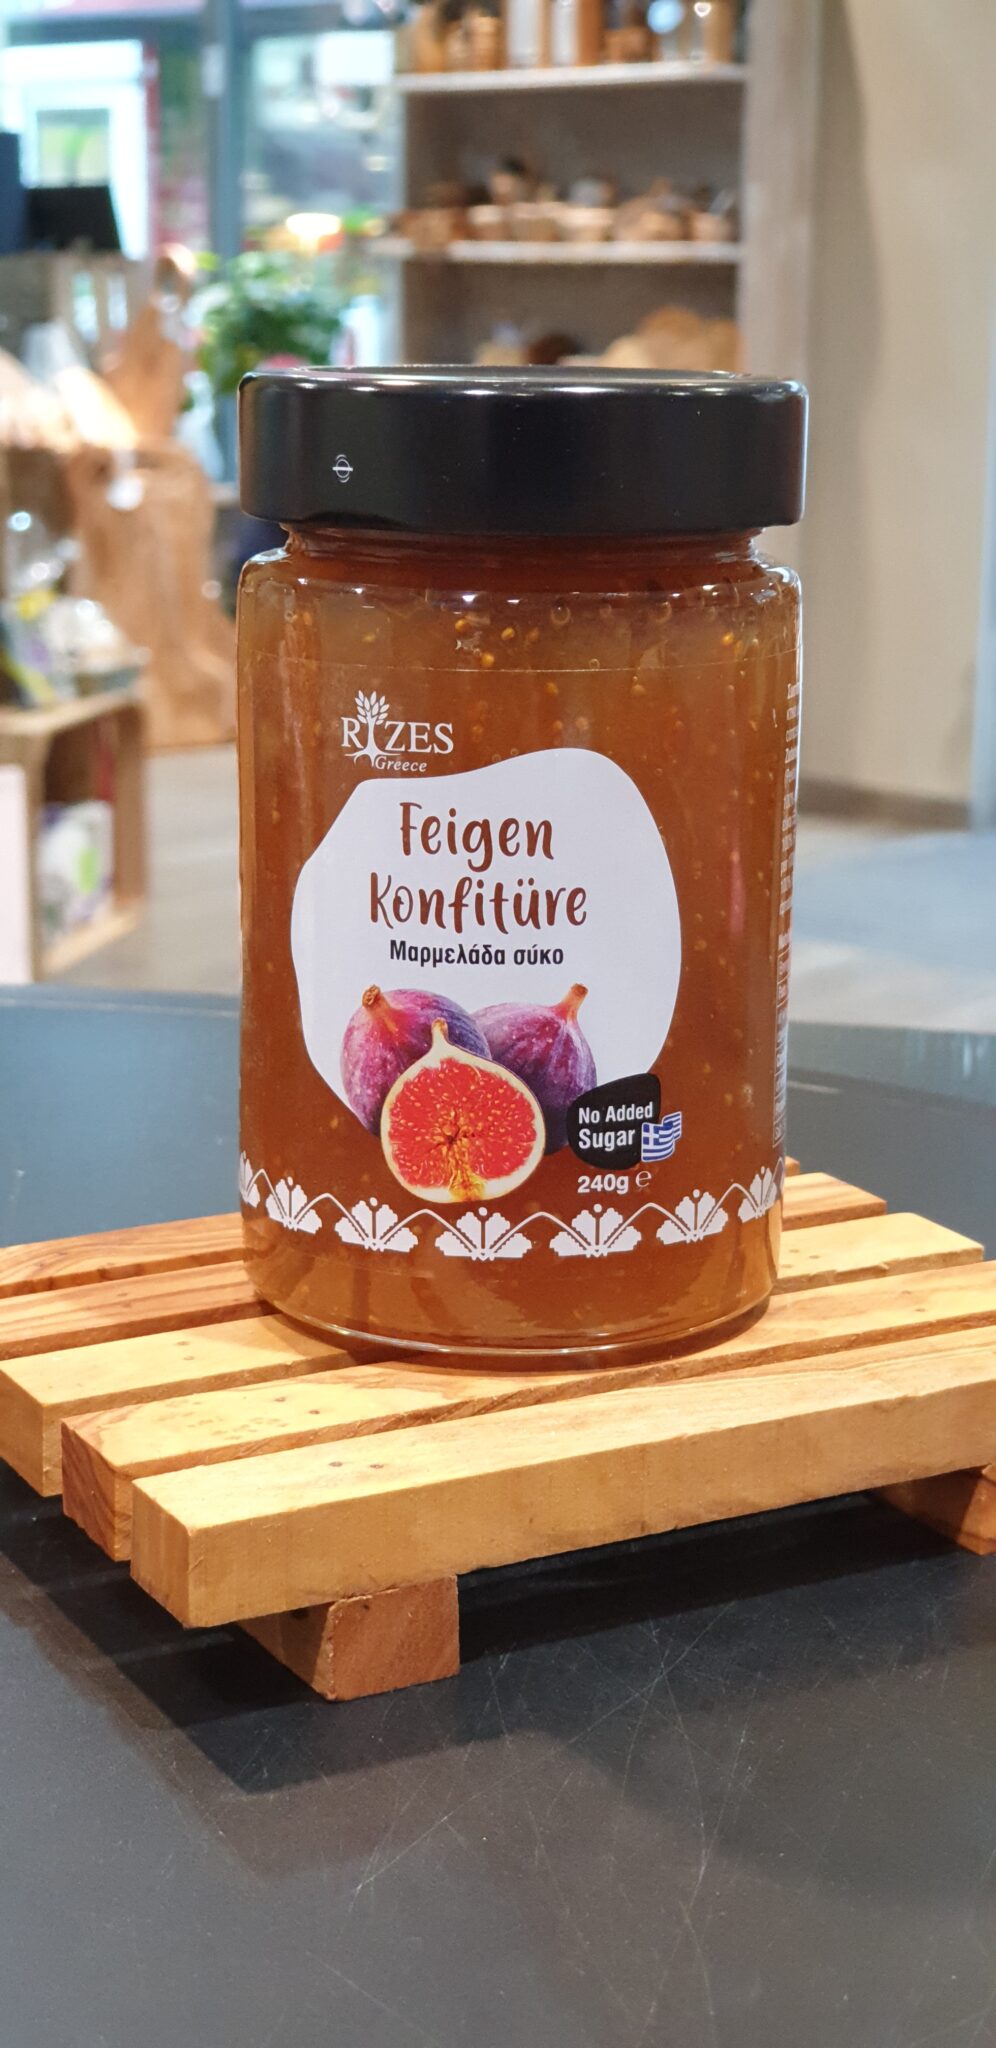 RIZES
Greece
Feigen
Konfitüre
Μαρμελάδα σύκο
No Added
Sugar
240g ℮